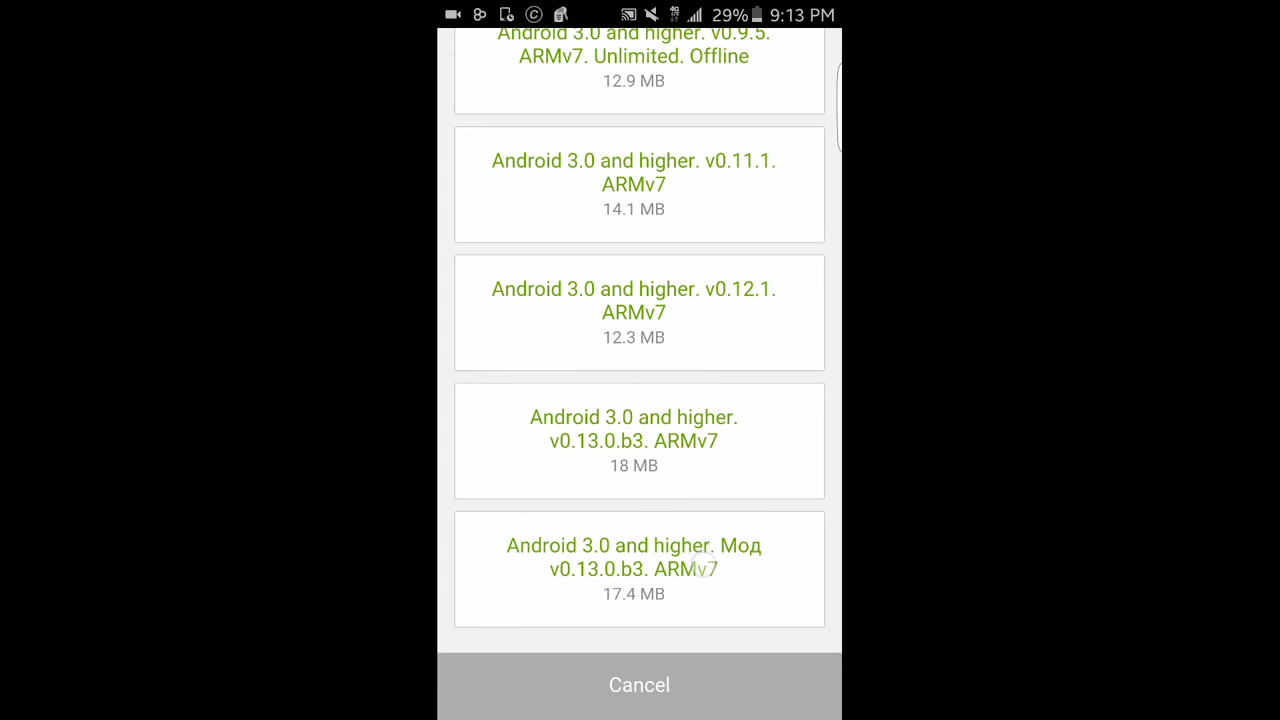 29% 9:13 PM
Android 3.0 and higher. v0.9.5.
ARMv7. Unlimited. Offline
12.9 MB
Android 3.0 and higher. v0.11.1.
ARMv7
14.1 MB
Android 3.0 and higher. v0.12.1.
ARMv7
12.3 MB
Android 3.0 and higher.
v0.13.0.b3. ARMv7
18 MB
Android 3.0 and higher. Мод
v0.13.0.b3. ARMv7
17.4 MB
Cancel